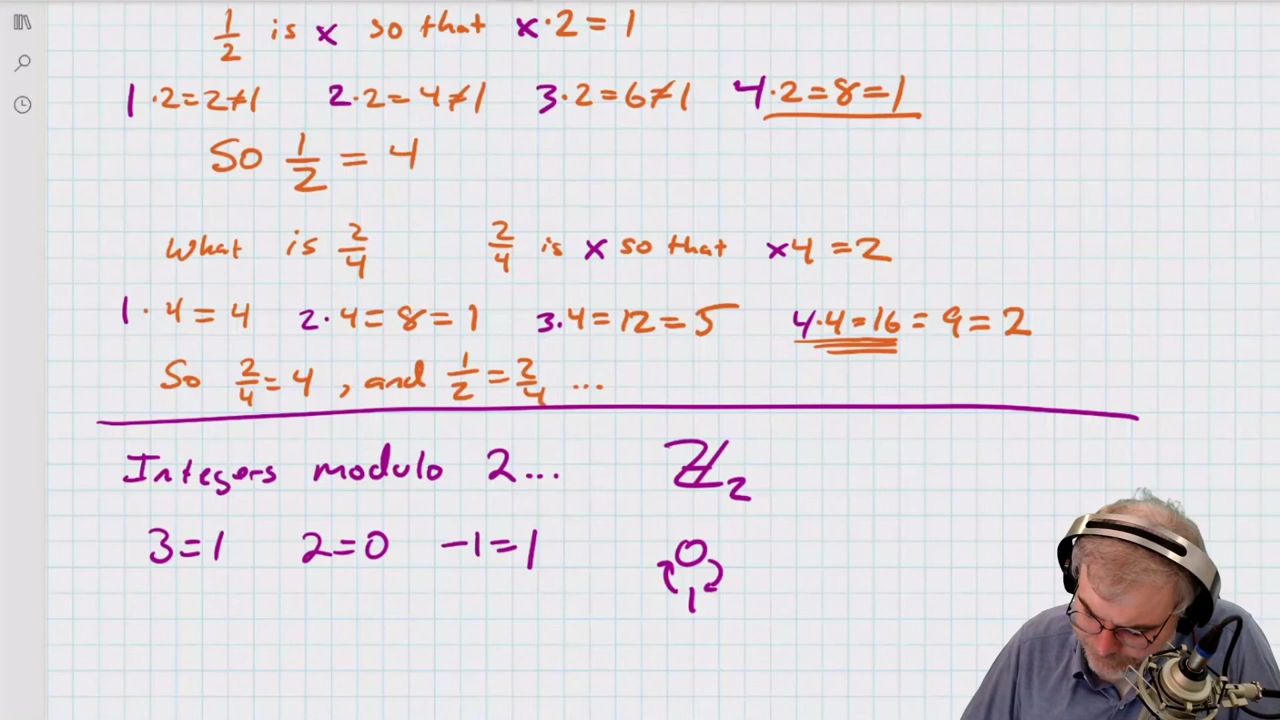 1/2 is x so that x·2=1
1·2=2≠1 2·2=4≠1 3·2=6≠1 4·2=8=1
So 1/2 = 4
What is 2/4 2/4 is x so that x4=2
1·4=4 2·4=8=1 3·4=12=5 4·4=16=9=2
So 2/4=4, and 1/2=2/4 ...
Integers modulo 2... ℤ₂
3=1 2=0 -1=1 0
1